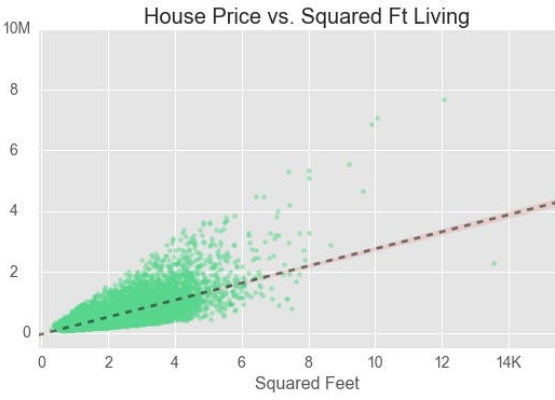 House Price vs. Squared Ft Living
10M
8
6
4
2
0
0 2 4 6 8 10 12 14K
Squared Feet